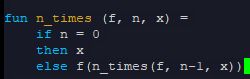 fun n_times (f, n, x) =
if n = 0
then x
else f(n_times(f, n-1, x))